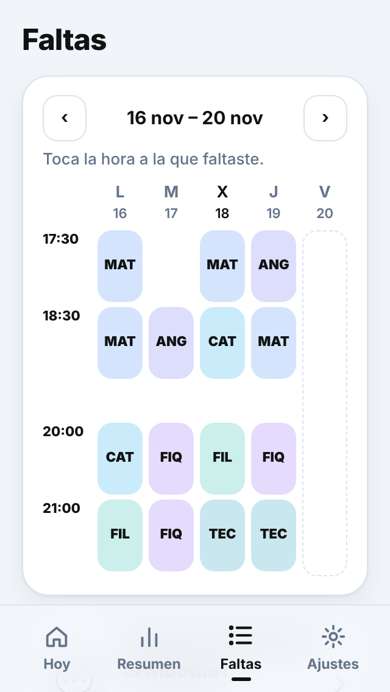 Faltas
‹ 16 nov – 20 nov ›
Toca la hora a la que faltaste.
L M X J V
16 17 18 19 20
17:30 MAT MAT ANG
18:30 MAT ANG CAT MAT
20:00 CAT FIQ FIL FIQ
21:00 FIL FIQ TEC TEC
Hoy Resumen Faltas Ajustes